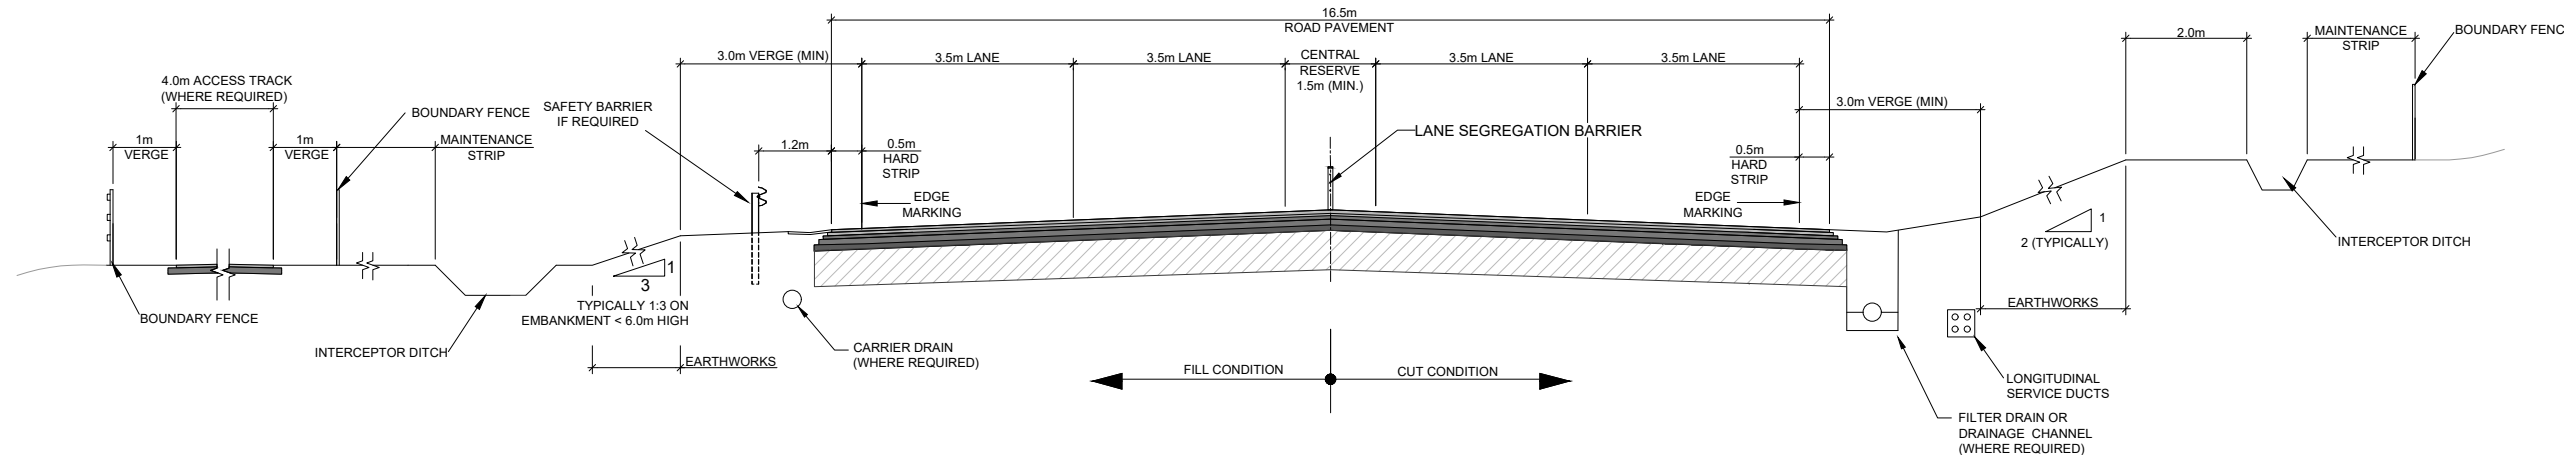 16.5m
ROAD PAVEMENT
3.0m VERGE (MIN)
3.5m LANE
3.5m LANE
CENTRAL
RESERVE
1.5m (MIN.)
3.5m LANE
3.5m LANE
2.0m
MAINTENANCE
STRIP
BOUNDARY FENC
4.0m ACCESS TRACK
(WHERE REQUIRED)
BOUNDARY FENCE
SAFETY BARRIER
IF REQUIRED
3.0m VERGE (MIN)
1m
VERGE
1m
VERGE
MAINTENANCE
STRIP
1.2m
0.5m
HARD
STRIP
LANE SEGREGATION BARRIER
0.5m
HARD
STRIP
EDGE
MARKING
EDGE
MARKING
1
2 (TYPICALLY)
INTERCEPTOR DITCH
1
3
TYPICALLY 1:3 ON
EMBANKMENT < 6.0m HIGH
BOUNDARY FENCE
INTERCEPTOR DITCH
EARTHWORKS
CARRIER DRAIN
(WHERE REQUIRED)
FILL CONDITION
CUT CONDITION
EARTHWORKS
LONGITUDINAL
SERVICE DUCTS
FILTER DRAIN OR
DRAINAGE CHANNEL
(WHERE REQUIRED)